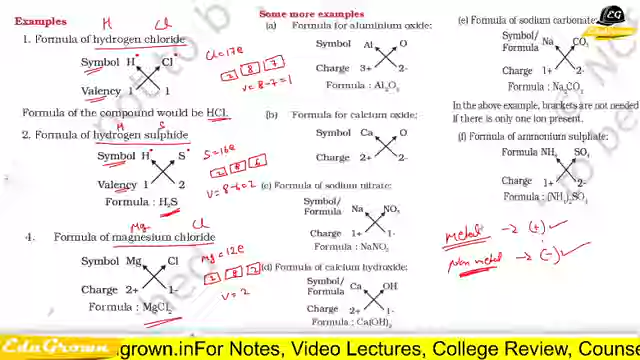 Examples
H Cl
1. Formula of hydrogen chloride
Symbol H Cl
Valency 1 1
Cl=17e
2 8 7
v=8-7=1
Formula of the compound would be HCl.
2. Formula of hydrogen sulphide
H S
Symbol H S
Valency 1 2
Formula : H₂S
S=16e
2 8 6
v=8-6=2
Mg Cl
4. Formula of magnesium chloride
Symbol Mg Cl
Charge 2+ 1-
Formula : MgCl₂
Mg=12e
2 8 2
v=2
Some more examples
(a) Formula for aluminium oxide:
Symbol Al O
Charge 3+ 2-
Formula : Al₂O₃
(b) Formula for calcium oxide:
Symbol Ca O
Charge 2+ 2-
Formula : CaO
(c) Formula of sodium nitrate:
Symbol/ Na NO₃
Formula
Charge 1+ 1-
Formula : NaNO₂
(d) Formula of calcium hydroxide:
Symbol/ Ca OH
Formula
Charge 2+ 1-
Formula : Ca(OH)₂
(e) Formula of sodium carbonate:
Symbol/ Na CO₃
Formula
Charge 1+ 2-
Formula : Na₂CO₃
In the above example, brackets are not needed
if there is only one ion present.
(f) Formula of ammonium sulphate:
Formula NH₄ SO₄
Charge 1+ 2-
Formula : (NH₄)₂SO₄
metal → (+)
non metal → (-)
EG
EduGrown
grown.inFor Notes, Video Lectures, College Review, Counse